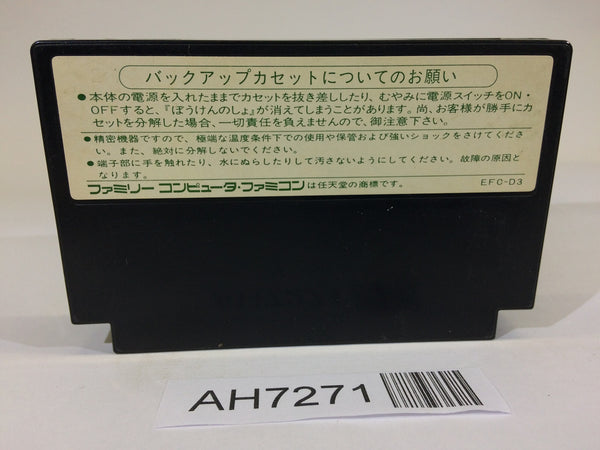 バックアップカセットについてのお願い
●本体の電源を入れたままでカセットを抜き差ししたり、むやみに電源スイッチをON・
OFFすると、『ぼうけんのしょ』が消えてしまうことがあります。尚、お客様が勝手にカ
セットを分解した場合、一切責任を負えませんので、御注意下さい。
●精密機器ですので、極端な温度条件下での使用や保管および強いショックをさけてくださ
い。また、絶対に分解しないでください。
●端子部に手を触れたり、水にぬらしたりして汚さないようにしてください。故障の原因と
なります。
ファミリーコンピュータ・ファミコンは任天堂の商標です。 EFC-D3
AH7271